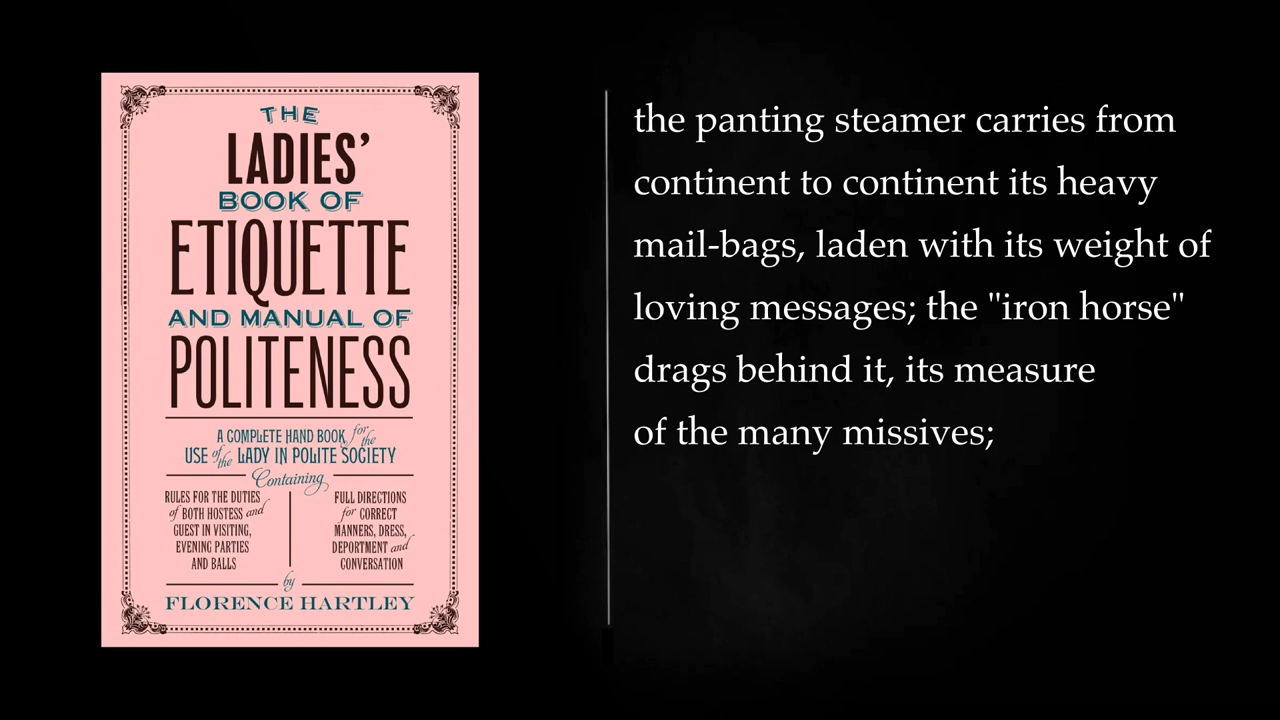 THE
LADIES'
BOOK OF
ETIQUETTE
AND MANUAL OF
POLITENESS
A COMPLETE HAND BOOK for the
USE of the LADY IN POLITE SOCIETY
Containing
RULES FOR THE DUTIES
of BOTH HOSTESS and
GUEST IN VISITING,
EVENING PARTIES
AND BALLS
FULL DIRECTIONS
for CORRECT
MANNERS, DRESS,
DEPORTMENT and
CONVERSATION
by
FLORENCE HARTLEY
the panting steamer carries from
continent to continent its heavy
mail-bags, laden with its weight of
loving messages; the "iron horse"
drags behind it, its measure
of the many missives;